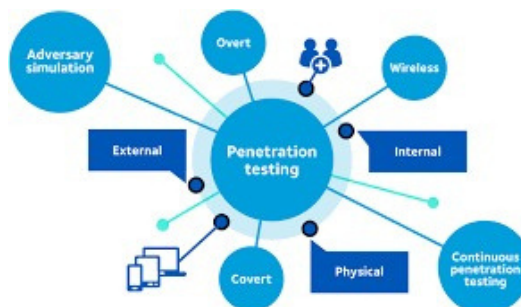 Adversary
simulation
Overt
Wireless
External
Penetration
testing
Internal
Covert
Physical
Continuous
penetration
testing